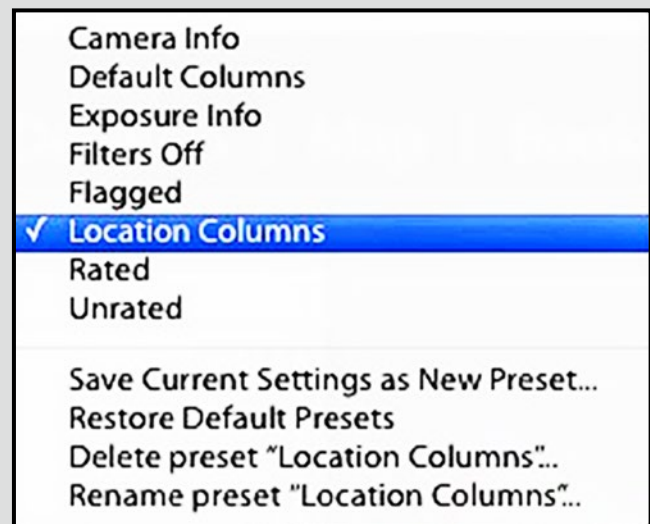 Camera Info
Default Columns
Exposure Info
Filters Off
Flagged
✓ Location Columns
Rated
Unrated
Save Current Settings as New Preset...
Restore Default Presets
Delete preset “Location Columns”...
Rename preset “Location Columns”...